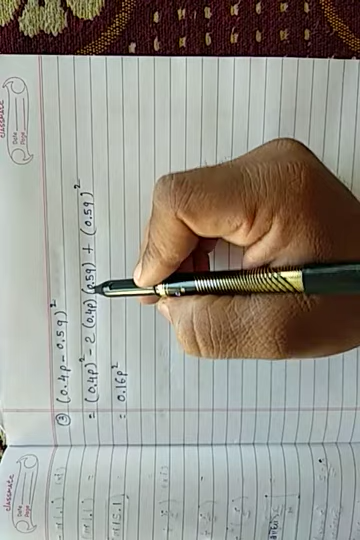 classmate
Date
Page
② (0.4p - 0.5q)²
= (0.4p)² - 2 (0.4p)(0.5q) + (0.5q)²
= 0.16p²
classmate
Date
Page